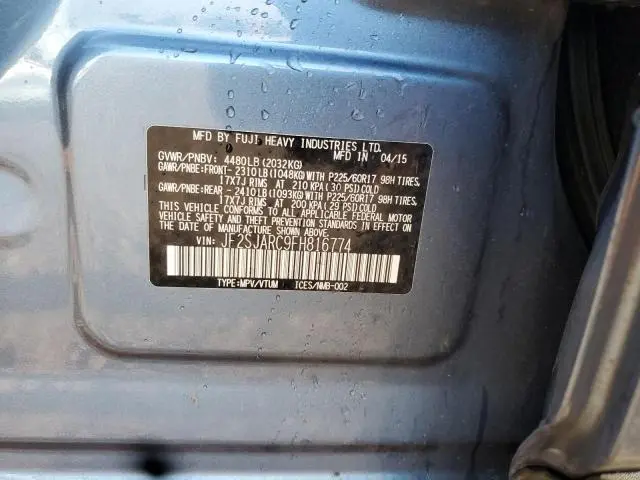 MFD BY FUJI HEAVY INDUSTRIES LTD.
MFD IN 04/15
GVWR/PNBV: 4480LB(2032KG)
GAWR/PNBE:FRONT-2310LB(1048KG)WITH P225/60R17 98H TIRES,
17X7J RIMS AT 210 KPA(30 PSI)COLD
GAWR/PNBE:REAR-2410LB(1093KG)WITH P225/60R17 98H TIRES,
17X7J RIMS AT 200 KPA(29 PSI)COLD
THIS VEHICLE CONFORMS TO ALL APPLICABLE FEDERAL MOTOR
VEHICLE SAFETY, BUMPER AND THEFT PREVENTION STANDARDS IN EFFECT ON
THE DATE OF MANUFACTURE SHOWN ABOVE.
VIN: JF2SJARC9FH816774
TYPE:MPV/VTUM ICES/NMB-002